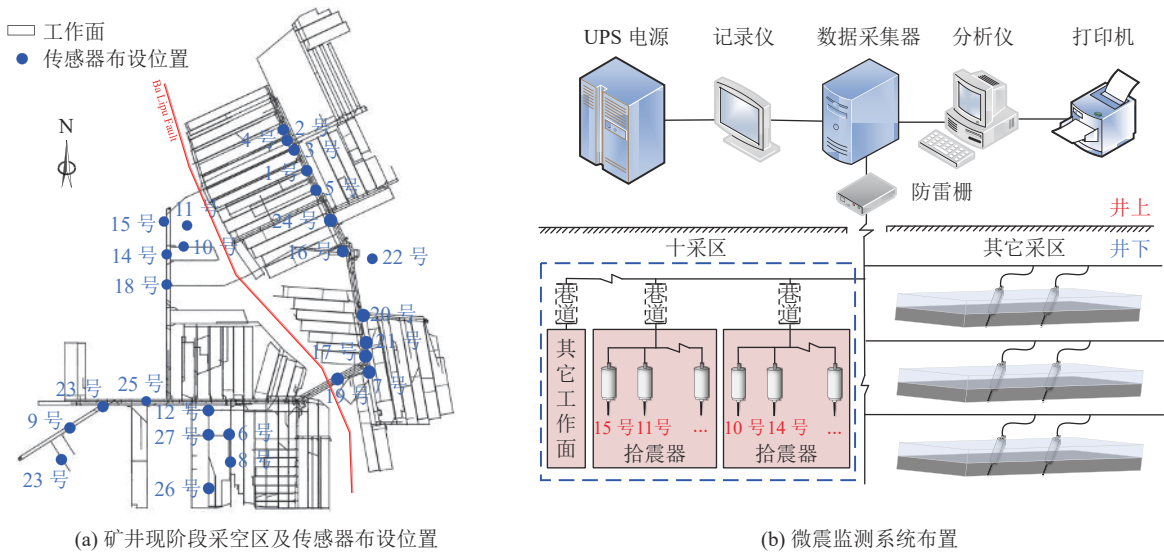 工作面
传感器布设位置
Ba Lipu Fault
N
2 号
4 号
3 号
1 号
5 号
11 号
15 号
24 号
10 号
16 号
22 号
14 号
18 号
20 号
21 号
17 号
7 号
19 号
25 号
23 号
12 号
9 号
27 号
6 号
8 号
23 号
26 号
(a) 矿井现阶段采空区及传感器布设位置
UPS 电源
记录仪
数据采集器
分析仪
打印机
防雷栅
井上
十采区
其它采区
井下
巷道
巷道
巷道
其它工作面
15 号
11号
...
10 号
14 号
...
拾震器
拾震器
(b) 微震监测系统布置